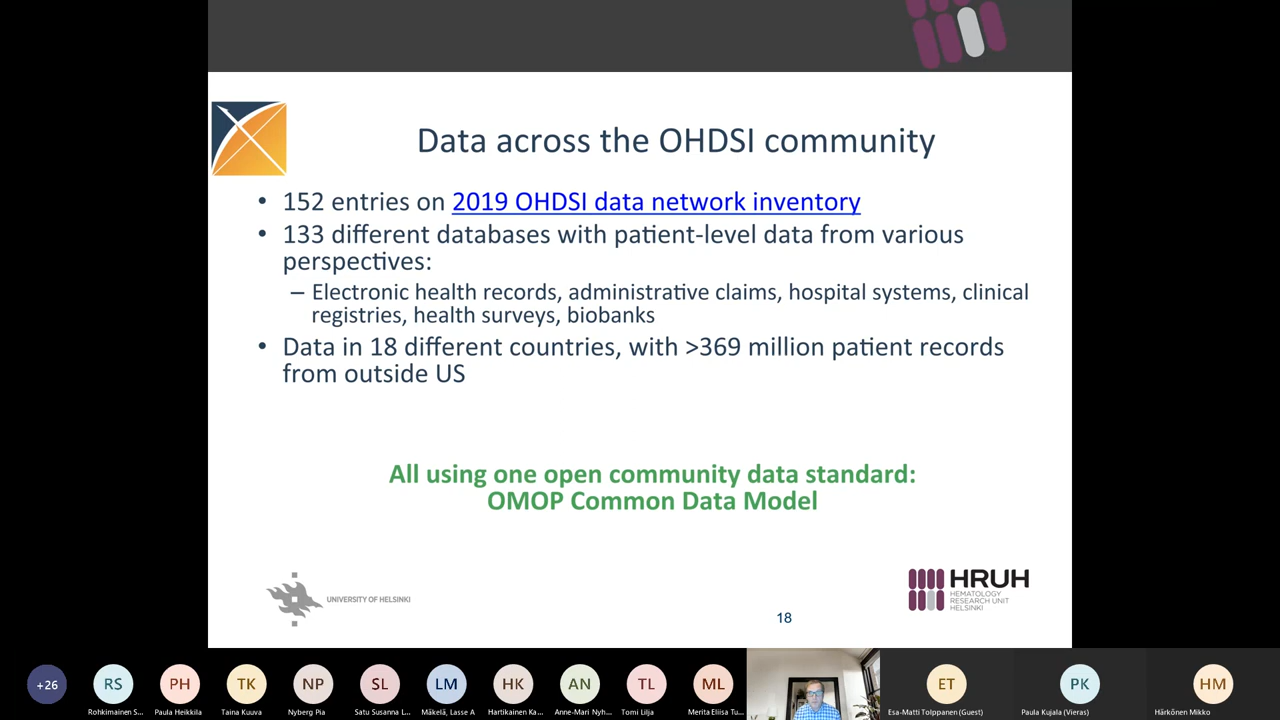 Data across the OHDSI community
• 152 entries on 2019 OHDSI data network inventory
• 133 different databases with patient-level data from various
perspectives:
– Electronic health records, administrative claims, hospital systems, clinical
registries, health surveys, biobanks
• Data in 18 different countries, with >369 million patient records
from outside US
All using one open community data standard:
OMOP Common Data Model
UNIVERSITY OF HELSINKI
HRUH
HEMATOLOGY
RESEARCH UNIT
HELSINKI
18
+26
RS
PH
TK
NP
SL
LM
HK
AN
TL
ML
ET
PK
HM
Rohkimainen S...
Paula Heikkila
Taina Kuuva
Nyberg Pia
Satu Susanna L...
Mäkelä, Lasse A
Hartikainen Ka...
Anne-Mari Nyh...
Tomi Lilja
Merita Eliisa Tu...
Esa-Matti Tolppanen (Guest)
Paula Kujala (Vieras)
Härkönen Mikko